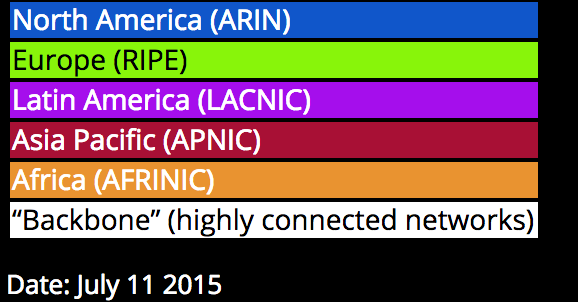 North America (ARIN)
Europe (RIPE)
Latin America (LACNIC)
Asia Pacific (APNIC)
Africa (AFRINIC)
“Backbone” (highly connected networks)
Date: July 11 2015